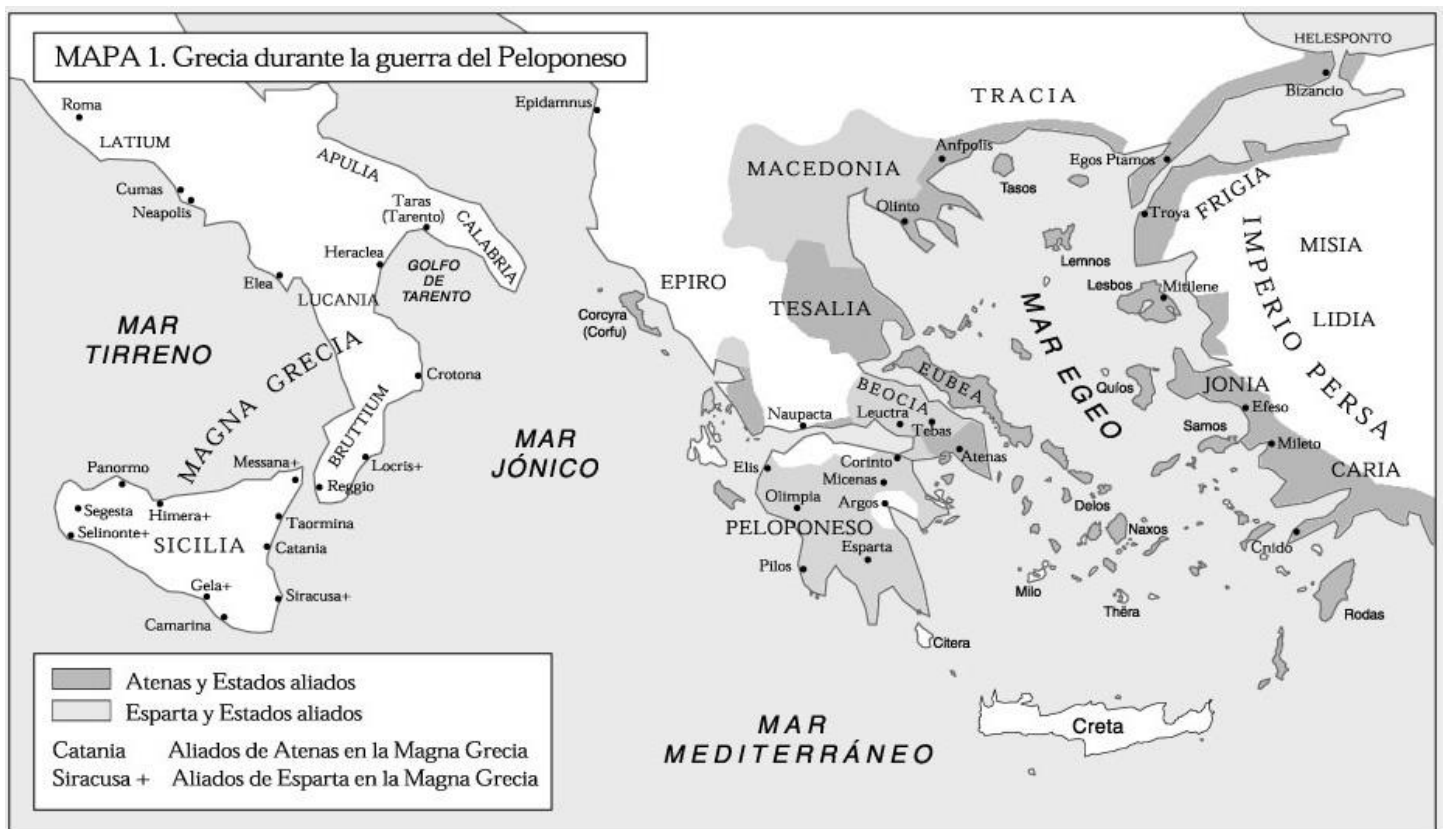 MAPA 1. Grecia durante la guerra del Peloponeso
HELESPONTO
Bizancio
TRACIA
Roma
LATIUM
Epidamnus
APULIA
Cumas
Neapolis
Taras
(Tarento)
CALABRIA
Heraclea
GOLFO
DE
TARENTO
Elea
LUCANIA
MAR
TIRRENO
MAGNA GRECIA
Crotona
BRUTTIUM
Locris+
Reggio
Messana+
Panormo
Segesta
Himera+
Selinonte+
SICILIA
Taormina
Catania
Gela+
Siracusa+
Camarina
MAR
JÓNICO
MACEDONIA
Anfpolis
Olinto
Tasos
Egos Ptamos
Troya
FRIGIA
IMPERIO PERSA
MISIA
LIDIA
Lemnos
Lesbos
Mitilene
EPIRO
TESALIA
Corcyra
(Corfu)
MAR EGEO
EUBEA
BEOCIA
Naupacta
Leuctra
Tebas
Atenas
Quíos
JONIA
Efeso
Samos
Mileto
CARIA
Elis
Corinto
Micenas
Olimpia
Argos
PELOPONESO
Esparta
Pilos
Delos
Naxos
Cnido
Milo
Thëra
Rodas
Citera
Creta
MAR
MEDITERRÁNEO
Atenas y Estados aliados
Esparta y Estados aliados
Catania Aliados de Atenas en la Magna Grecia
Siracusa + Aliados de Esparta en la Magna Grecia